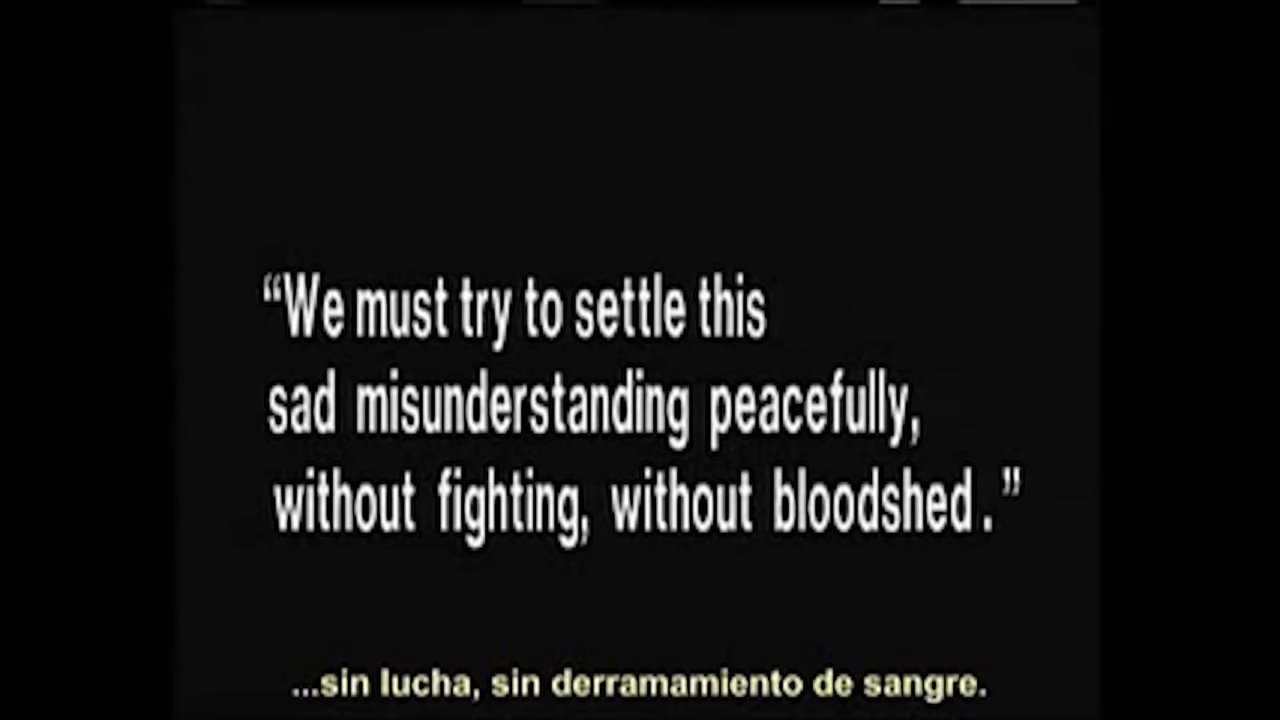 “We must try to settle this
sad misunderstanding peacefully,
without fighting, without bloodshed.”
...sin lucha, sin derramamiento de sangre.